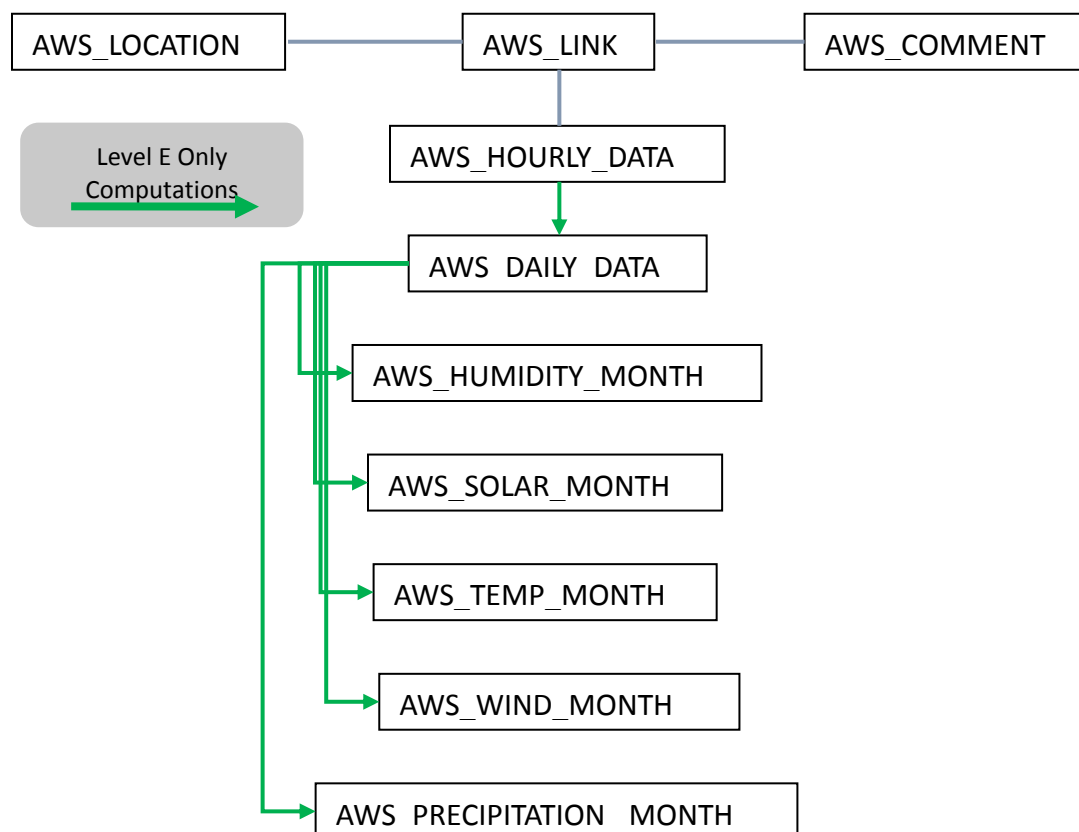 AWS_LOCATION
AWS_LINK
AWS_COMMENT
AWS_HOURLY_DATA
Level E Only
Computations
AWS_DAILY_DATA
AWS_HUMIDITY_MONTH
AWS_SOLAR_MONTH
AWS_TEMP_MONTH
AWS_WIND_MONTH
AWS_PRECIPITATION_MONTH